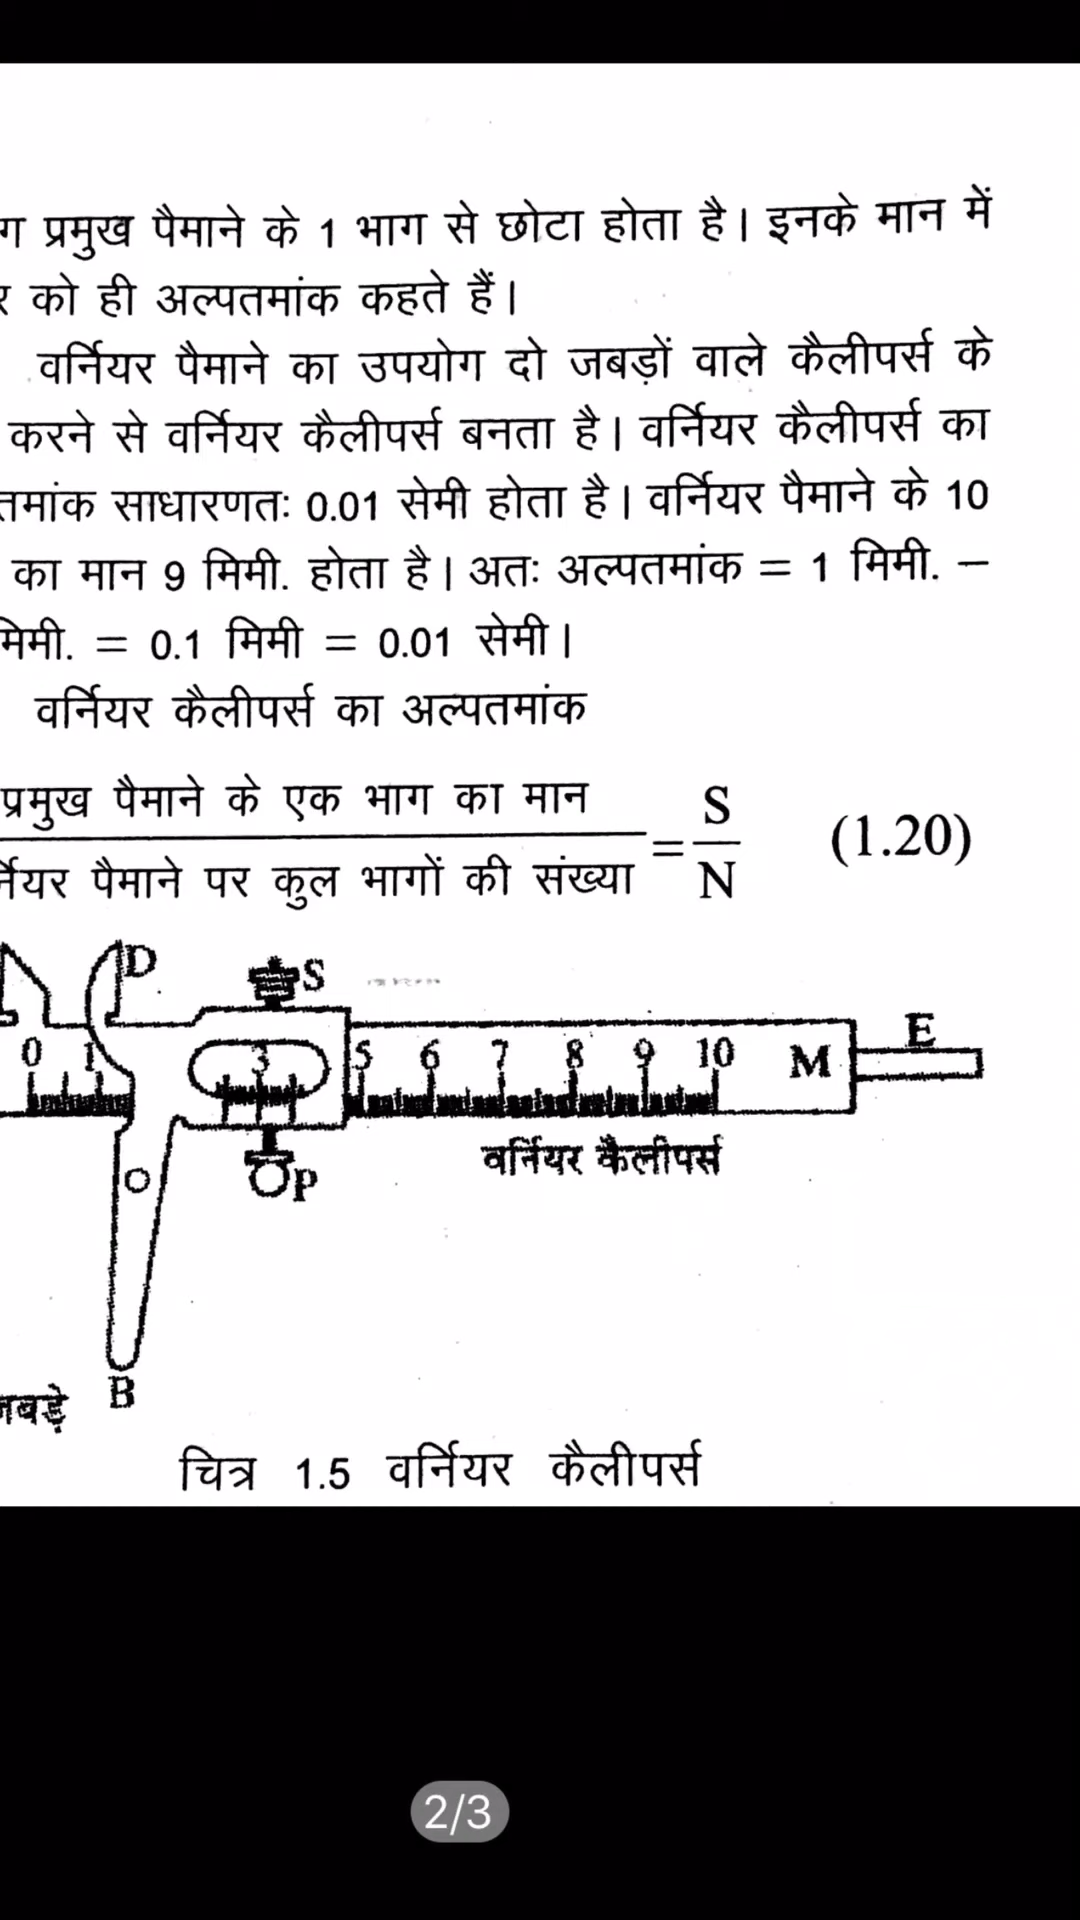 प्रमुख पैमाने के 1 भाग से छोटा होता है। इनके मान में
को ही अल्पतमांक कहते हैं।
वर्नियर पैमाने का उपयोग दो जबड़ों वाले कैलीपर्स के
करने से वर्नियर कैलीपर्स बनता है। वर्नियर कैलीपर्स का
तमांक साधारणतः 0.01 सेमी होता है। वर्नियर पैमाने के 10
का मान 9 मिमी. होता है। अतः अल्पतमांक = 1 मिमी. –
मिमी. = 0.1 मिमी = 0.01 सेमी।
वर्नियर कैलीपर्स का अल्पतमांक
प्रमुख पैमाने के एक भाग का मान
र्नियर पैमाने पर कुल भागों की संख्या
= S/N (1.20)
D
S
E
0 1 3 5 6 7 8 9 10 M
वर्नियर कैलीपर्स
P
B
जबड़े
चित्र 1.5 वर्नियर कैलीपर्स
2/3